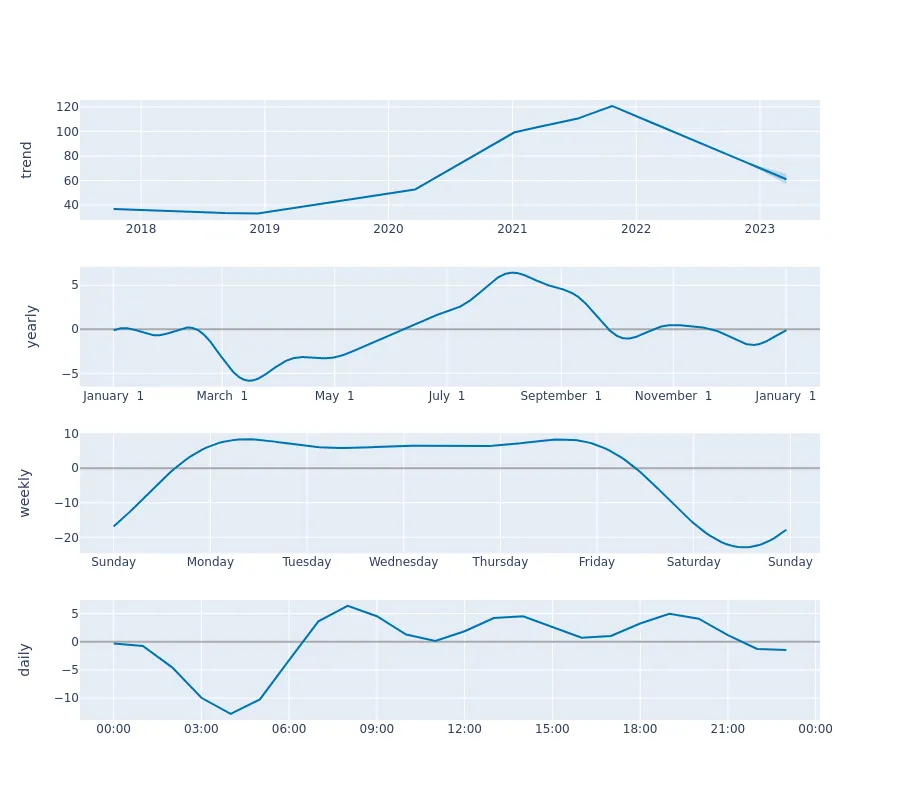 trend
120
100
80
60
40
2018 2019 2020 2021 2022 2023
yearly
5
0
−5
January 1 March 1 May 1 July 1 September 1 November 1 January 1
weekly
10
0
−10
−20
Sunday Monday Tuesday Wednesday Thursday Friday Saturday Sunday
daily
5
0
−5
−10
00:00 03:00 06:00 09:00 12:00 15:00 18:00 21:00 00:00